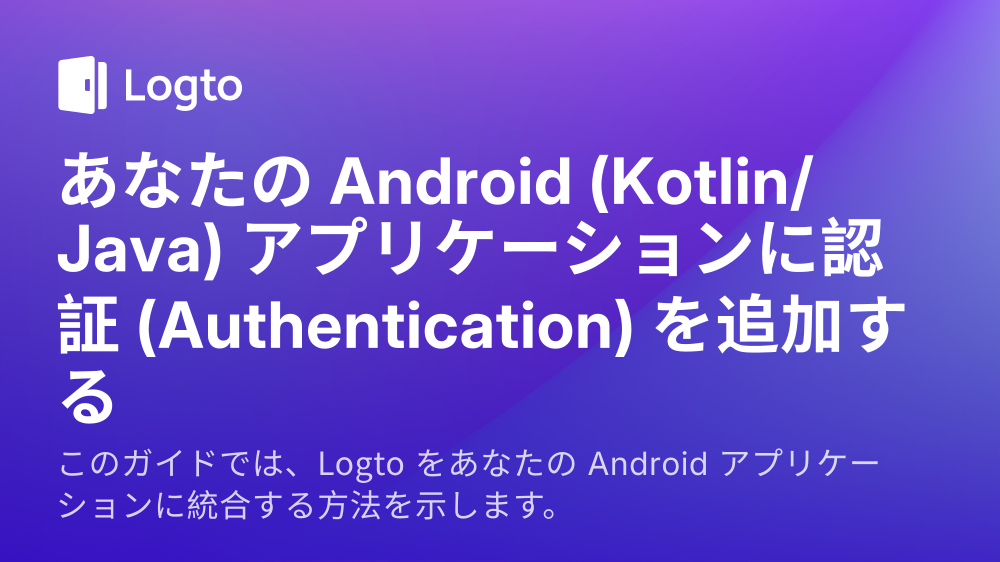 Logto
あなたの Android (Kotlin/
Java) アプリケーションに認
証 (Authentication) を追加す
る
このガイドでは、Logto をあなたの Android アプリケー
ションに統合する方法を示します。